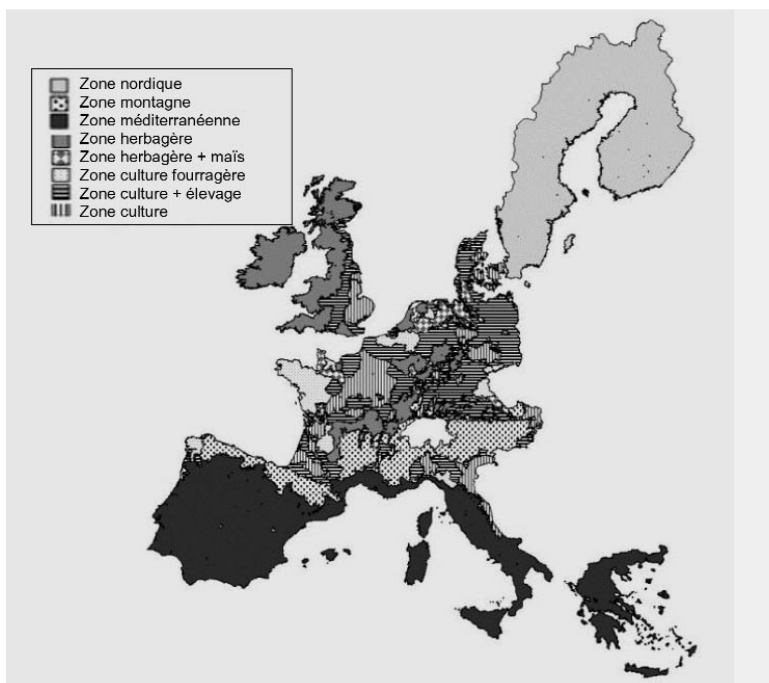 Zone nordique
Zone montagne
Zone méditerranéenne
Zone herbagère
Zone herbagère + maïs
Zone culture fourragère
Zone culture + élevage
Zone culture